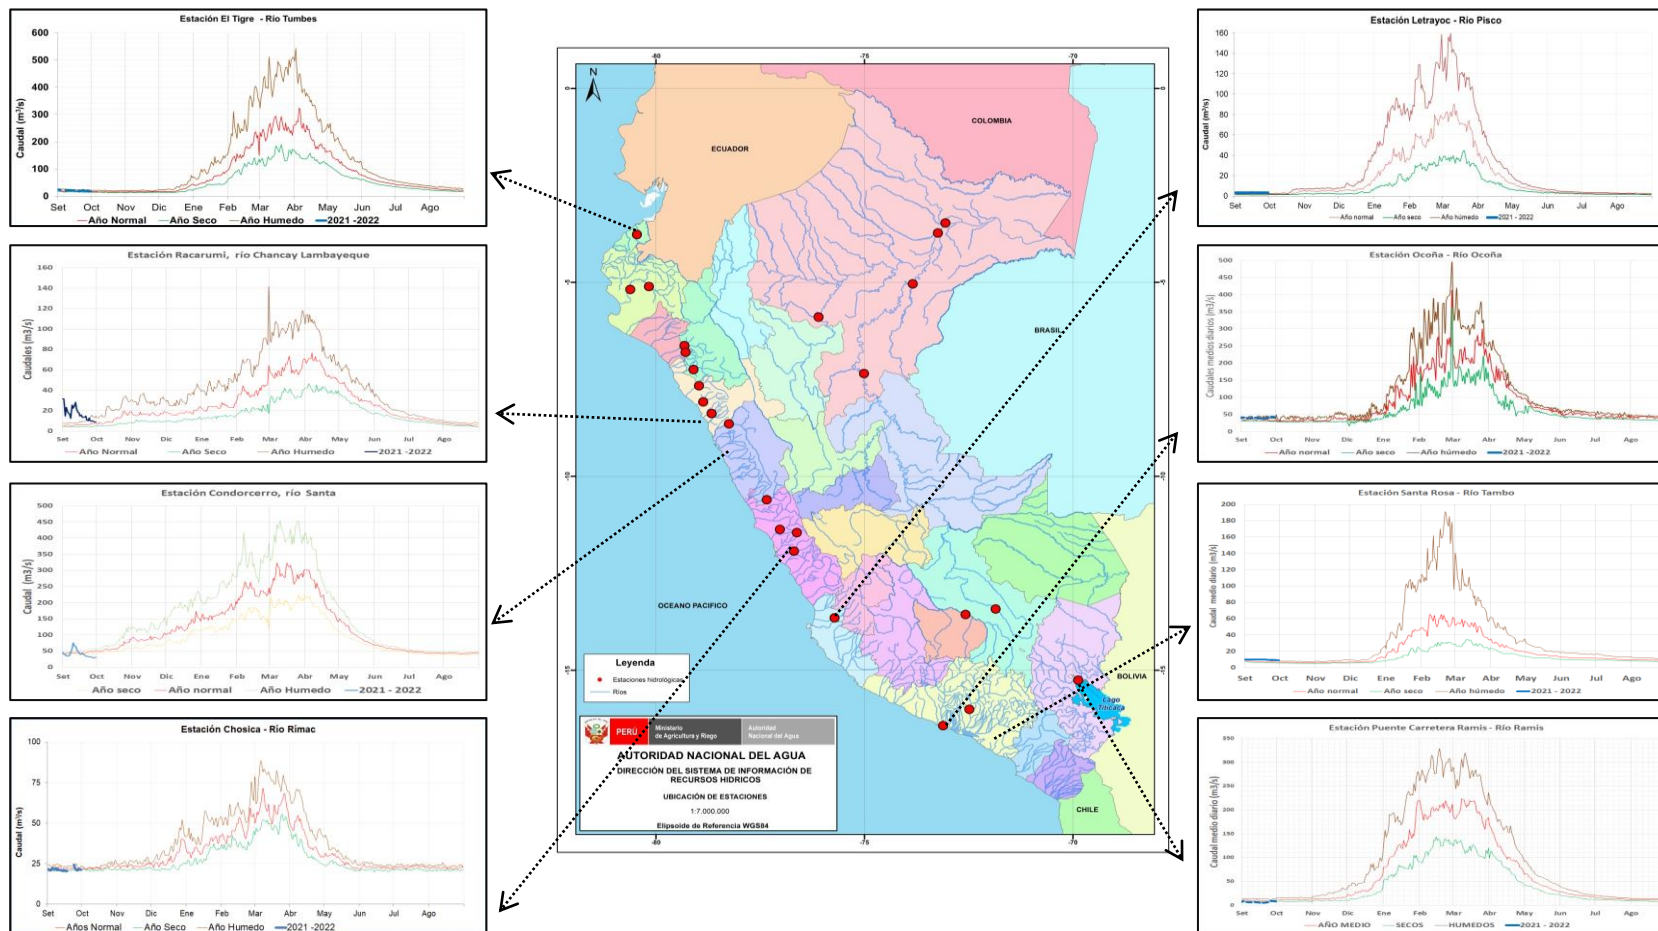 Estación El Tigre - Río Tumbes
Caudal (m³/s)
600
500
400
300
200
100
0
Set Oct Nov Dic Ene Feb Mar Abr May Jun Jul Ago
Año Normal Año Seco Año Humedo 2021 -2022
Estación Racarumi, río Chancay Lambayeque
Caudales (m3/s)
160
140
120
100
80
60
40
20
0
Set Oct Nov Dic Ene Feb Mar Abr May Jun Jul Ago
Año Normal Año Seco Año Humedo 2021 -2022
Estación Condorcerro, río Santa
Caudal (m3/s)
500
450
400
350
300
250
200
150
100
50
0
Set Oct Nov Dic Ene Feb Mar Abr May Jun Jul Ago
Año seco Año normal Año Humedo 2021 - 2022
Estación Chosica - Río Rímac
Caudal (m³/s)
100
75
50
25
0
Set Oct Nov Dic Ene Feb Mar Abr May Jun Jul Ago
Años Normal Año Seco Año Humedo 2021 -2022
-80 -75 -70
N
0 0
COLOMBIA
ECUADOR
-5 -5
BRASIL
-10 -10
OCEANO PACIFICO
-15 -15
BOLIVIA
Lago
Titicaca
CHILE
Leyenda
Estaciones hidrológicas
Ríos
PERÚ
Ministerio
de Agricultura y Riego
Autoridad
Nacional del Agua
AUTORIDAD NACIONAL DEL AGUA
DIRECCIÓN DEL SISTEMA DE INFORMACIÓN DE
RECURSOS HIDRICOS
UBICACIÓN DE ESTACIONES
1:7.000.000
Elipsoide de Referencia WGS84
-80 -75 -70
Estación Letrayoc - Río Pisco
Caudal (m³/s)
160
140
120
100
80
60
40
20
0
Set Oct Nov Dic Ene Feb Mar Abr May Jun Jul Ago
Año normal Año seco Año húmedo 2021 - 2022
Estación Ocoña - Río Ocoña
Caudales medios diarios (m3/s)
500
450
400
350
300
250
200
150
100
50
0
Set Oct Nov Dic Ene Feb Mar Abr May Jun Jul Ago
Año normal Año seco Año húmedo 2021 -2022
Estación Santa Rosa - Río Tambo
Caudal medio diario (m3/s)
200
180
160
140
120
100
80
60
40
20
0
Set Oct Nov Dic Ene Feb Mar Abr May Jun Jul Ago
Año normal Año seco Año húmedo 2021 - 2022
Estación Puente Carretera Ramis - Río Ramis
Caudal medio diario (m3/s)
350
300
250
200
150
100
50
0
Set Oct Nov Dic Ene Feb Mar Abr May Jun Jul Ago
AÑO MEDIO SECOS HUMEDOS 2021 - 2022